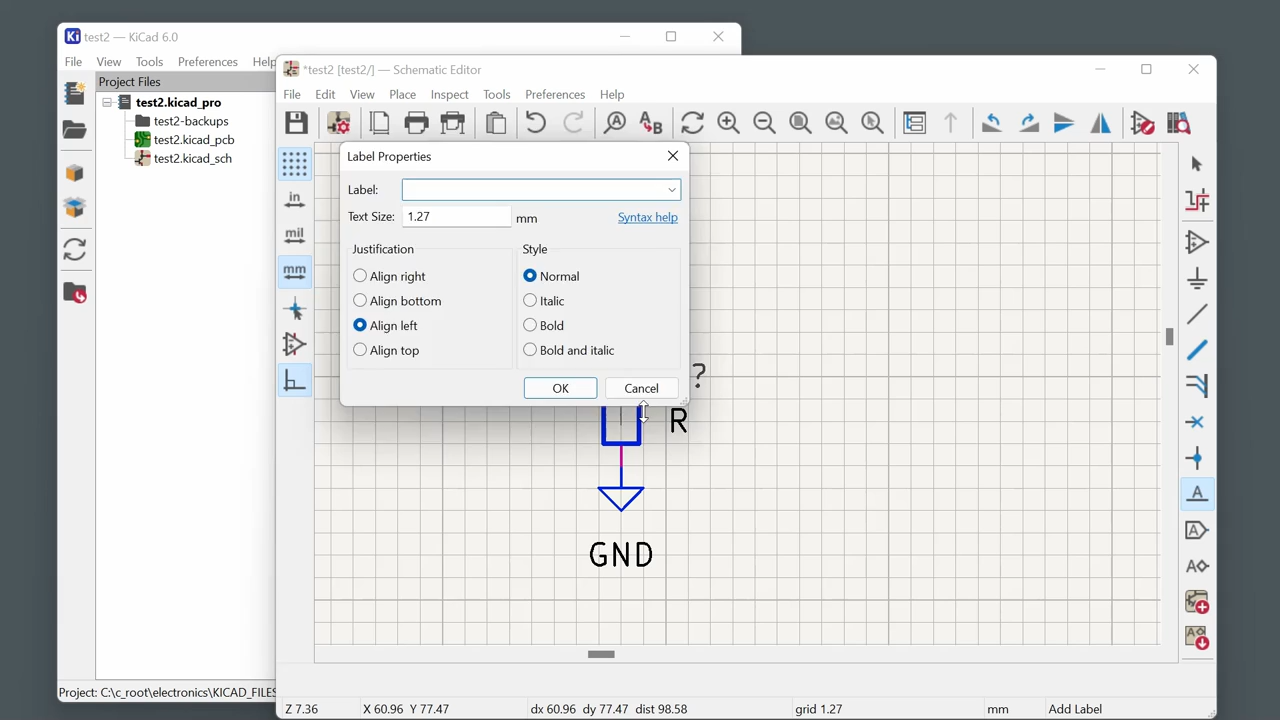 test2 — KiCad 6.0
File View Tools Preferences Help
Project Files
test2.kicad_pro
test2-backups
test2.kicad_pcb
test2.kicad_sch
Project: C:\c_root\electronics\KICAD_FILES
*test2 [test2/] — Schematic Editor
File Edit View Place Inspect Tools Preferences Help
in
mil
mm
Label Properties
Label:
Text Size: 1.27 mm Syntax help
Justification Style
Align right Normal
Align bottom Italic
Align left Bold
Align top Bold and italic
OK Cancel
?
R
GND
Z 7.36 X 60.96 Y 77.47 dx 60.96 dy 77.47 dist 98.58 grid 1.27 mm Add Label